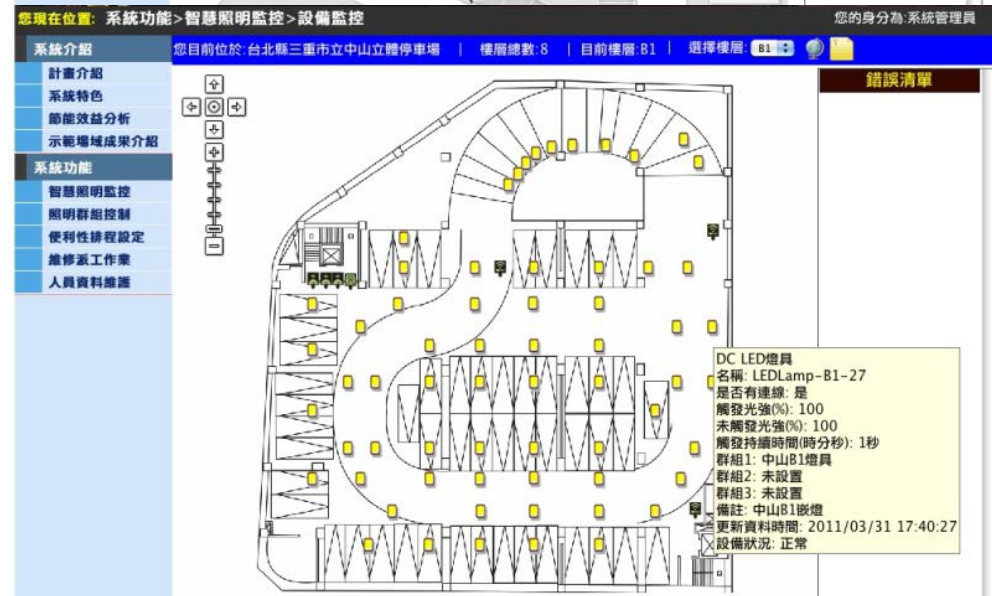 您現在位置: 系統功能>智慧照明監控>設備監控
您的身分為:系統管理員
系統介紹
計畫介紹
系統特色
節能效益分析
示範場域成果介紹
系統功能
智慧照明監控
照明群組控制
便利性排程設定
維修派工作業
人員資料維護
您目前位於:台北縣三重市立中山立體停車場 | 樓層總數:8 | 目前樓層:B1 | 選擇樓層: B1
錯誤清單
DC LED燈具
名稱: LEDLamp-B1-27
是否有連線: 是
觸發光強(%): 100
未觸發光強(%): 100
觸發持續時間(時分秒): 1秒
群組1: 中山B1燈具
群組2: 未設置
群組3: 未設置
備註: 中山B1嵌燈
更新資料時間: 2011/03/31 17:40:27
設備狀況: 正常